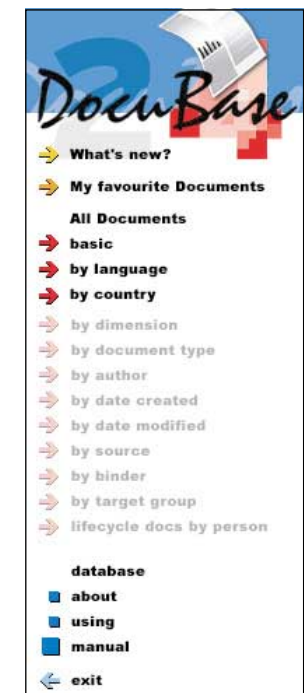 DocuBase
What's new?
My favourite Documents
All Documents
basic
by language
by country
by dimension
by document type
by author
by date created
by date modified
by source
by binder
by target group
lifecycle docs by person
database
about
using
manual
exit